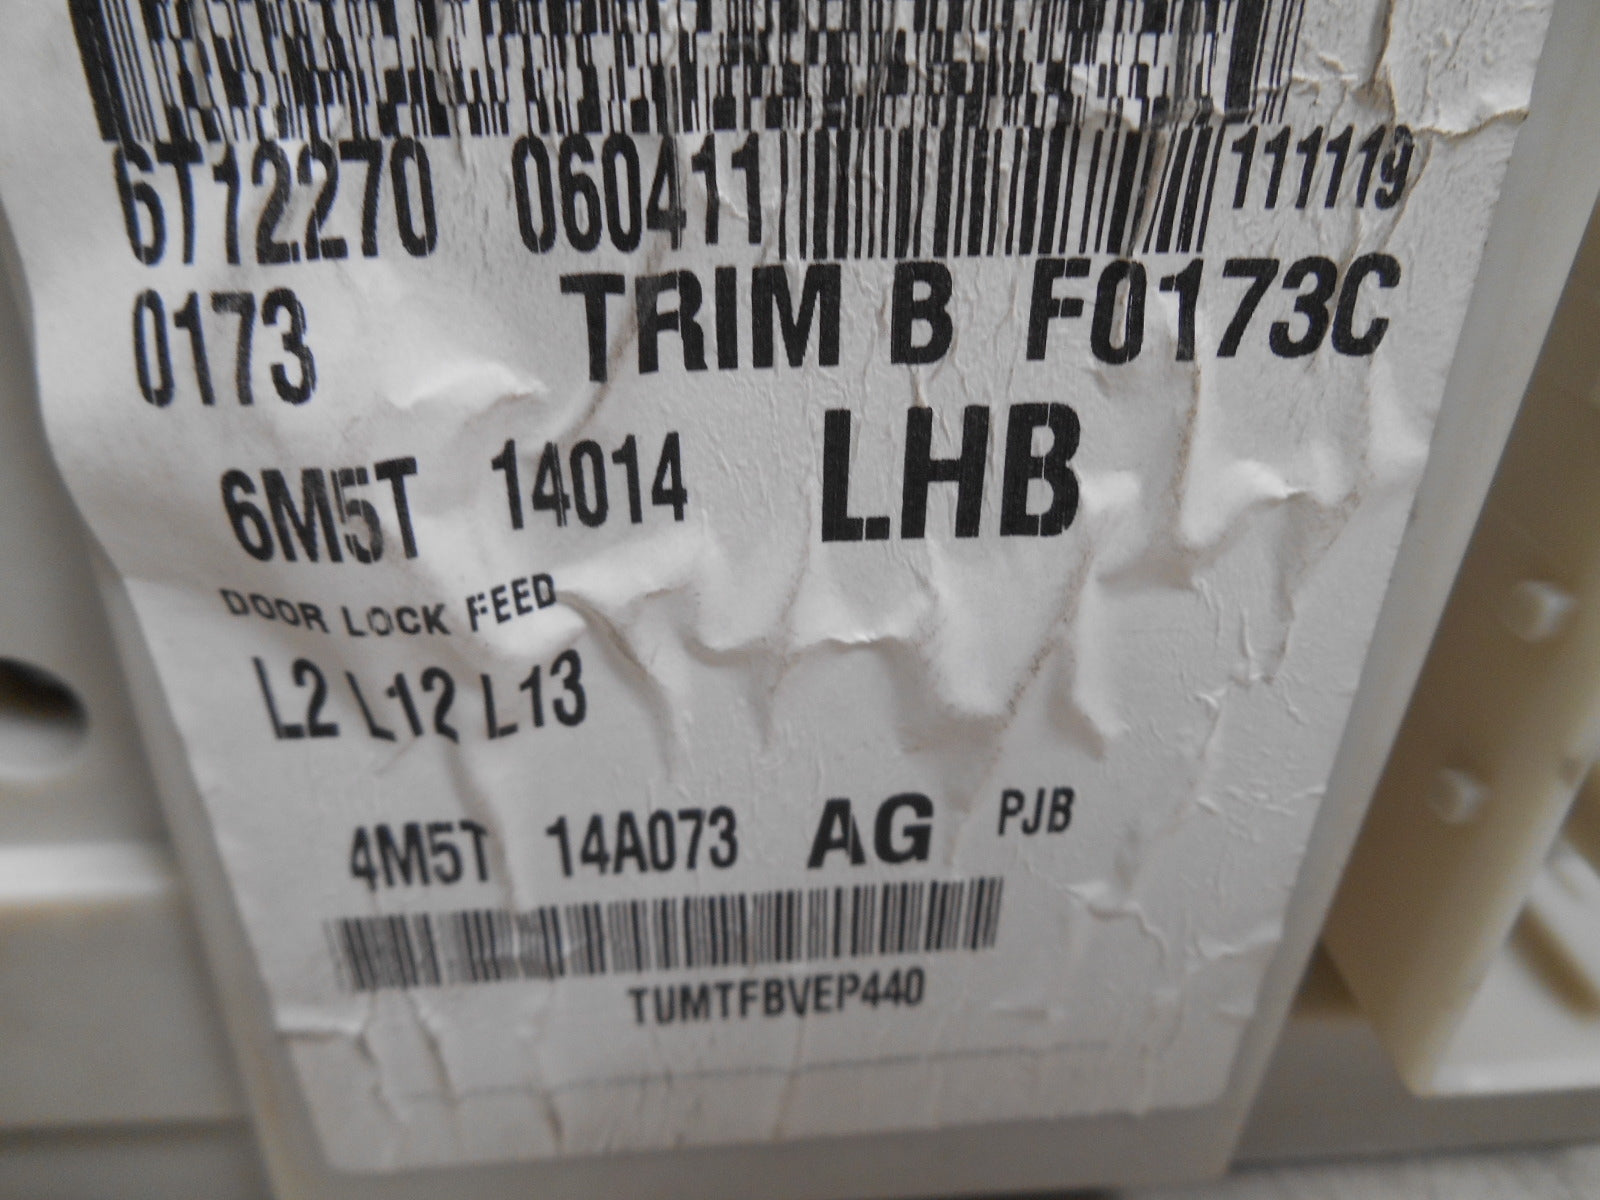 6T12270 060411 111119
0173 TRIM B F0173C
6M5T 14014 LHB
DOOR LOCK FEED
L2 L12 L13
4M5T 14A073 AG PJB
TUMTFBVEP440